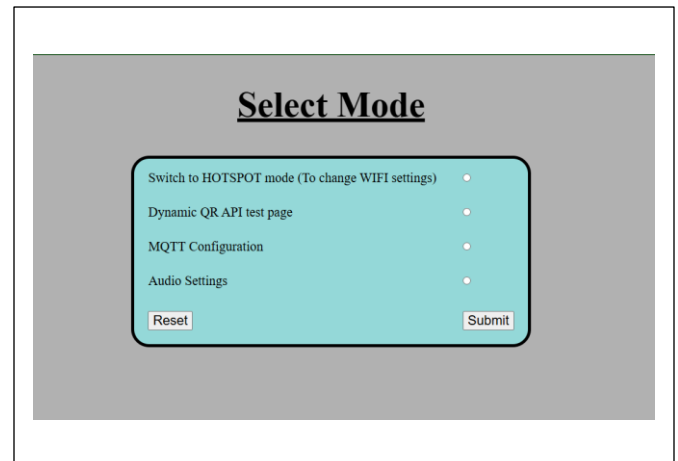 Select Mode
Switch to HOTSPOT mode (To change WIFI settings)
Dynamic QR API test page
MQTT Configuration
Audio Settings
Reset Submit